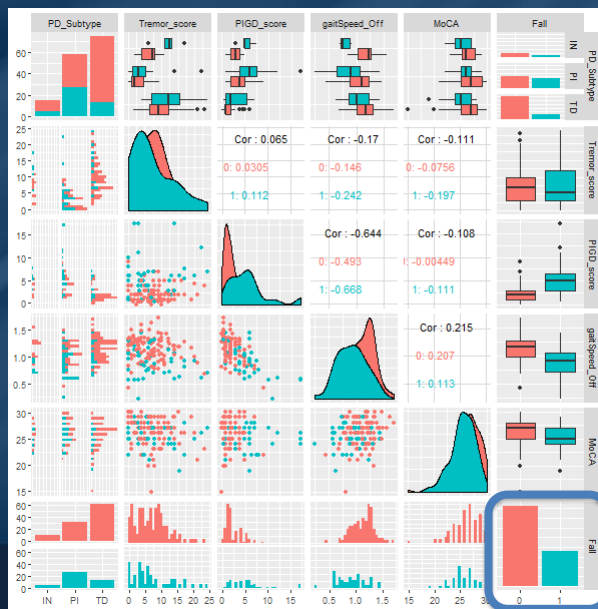 PD_Subtype Tremor_score PIGD_score gaitSpeed_Off MoCA Fall
60
40
20
0
IN
PI
TD
PD_Subtype
25
20
15
10
5
0
Cor : 0.065 Cor : -0.17 Cor : -0.111
0: 0.0305 0: -0.146 0: -0.0756
1: 0.112 1: -0.242 1: -0.197
Tremor_score
15
10
5
0
Cor : -0.644 Cor : -0.108
0: -0.493 0: -0.00449
1: -0.668 1: -0.111
PIGD_score
1.5
1.0
0.5
Cor : 0.215
0: 0.207
1: 0.113
gaitSpeed_Off
30
25
20
15
MoCA
60
40
20
0
60
40
20
0
Fall
IN PI TD 0 5 10 15 20 25 0 5 10 15 0.5 1.0 1.5 15 20 25 30 0 1